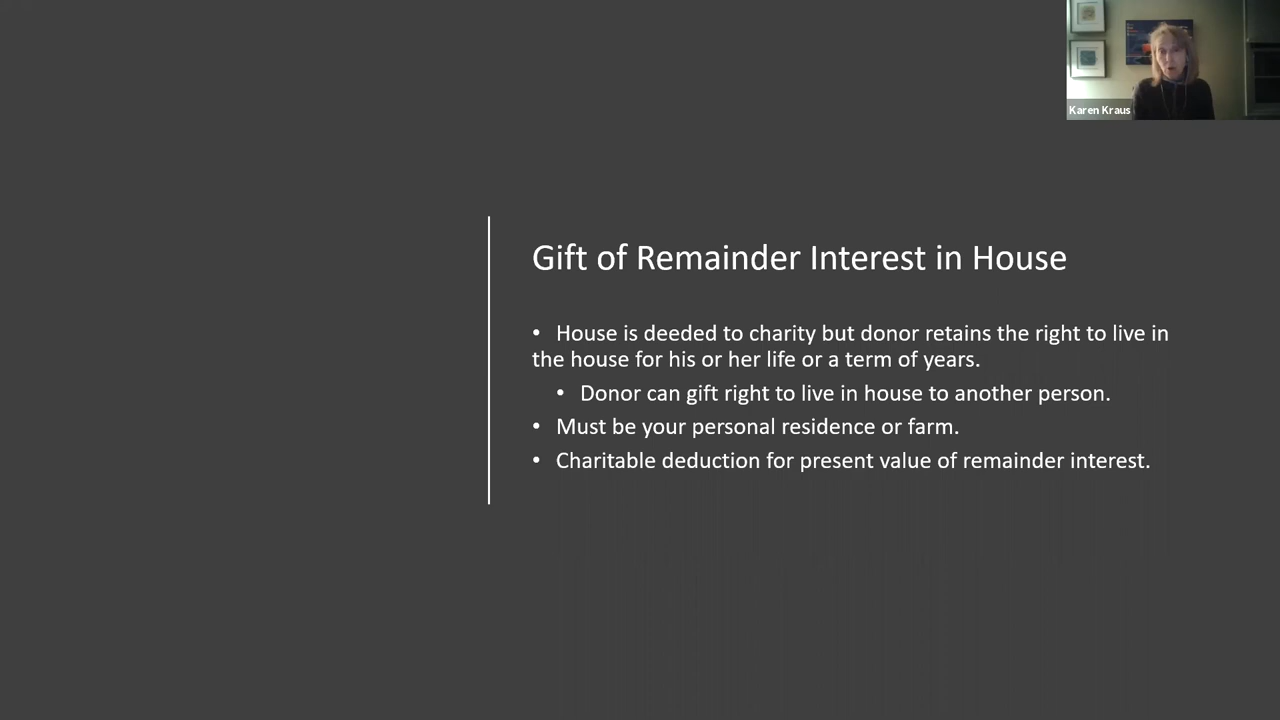 Karen Kraus
Gift of Remainder Interest in House
• House is deeded to charity but donor retains the right to live in
the house for his or her life or a term of years.
• Donor can gift right to live in house to another person.
• Must be your personal residence or farm.
• Charitable deduction for present value of remainder interest.